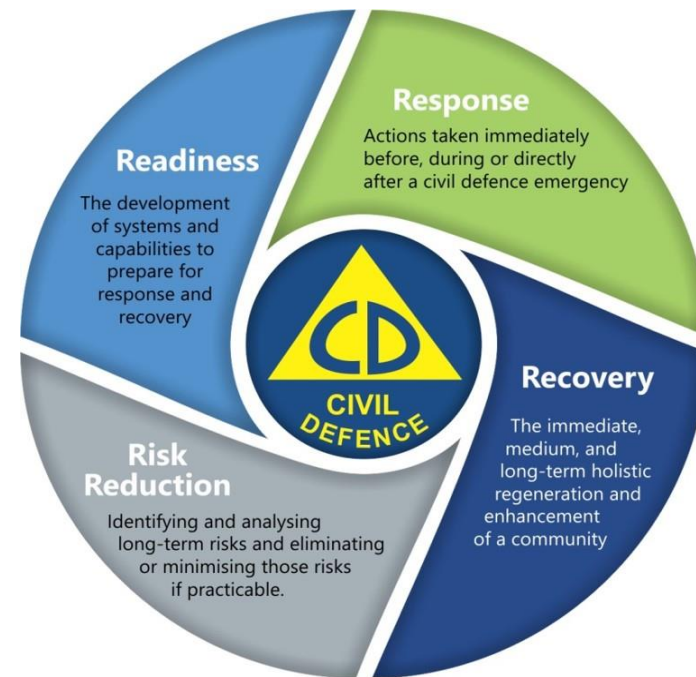 Readiness
The development
of systems and
capabilities to
prepare for
response and
recovery
Response
Actions taken immediately
before, during or directly
after a civil defence emergency
Recovery
The immediate,
medium, and
long-term holistic
regeneration and
enhancement
of a community
Risk
Reduction
Identifying and analysing
long-term risks and eliminating
or minimising those risks
if practicable.
CD
CIVIL
DEFENCE